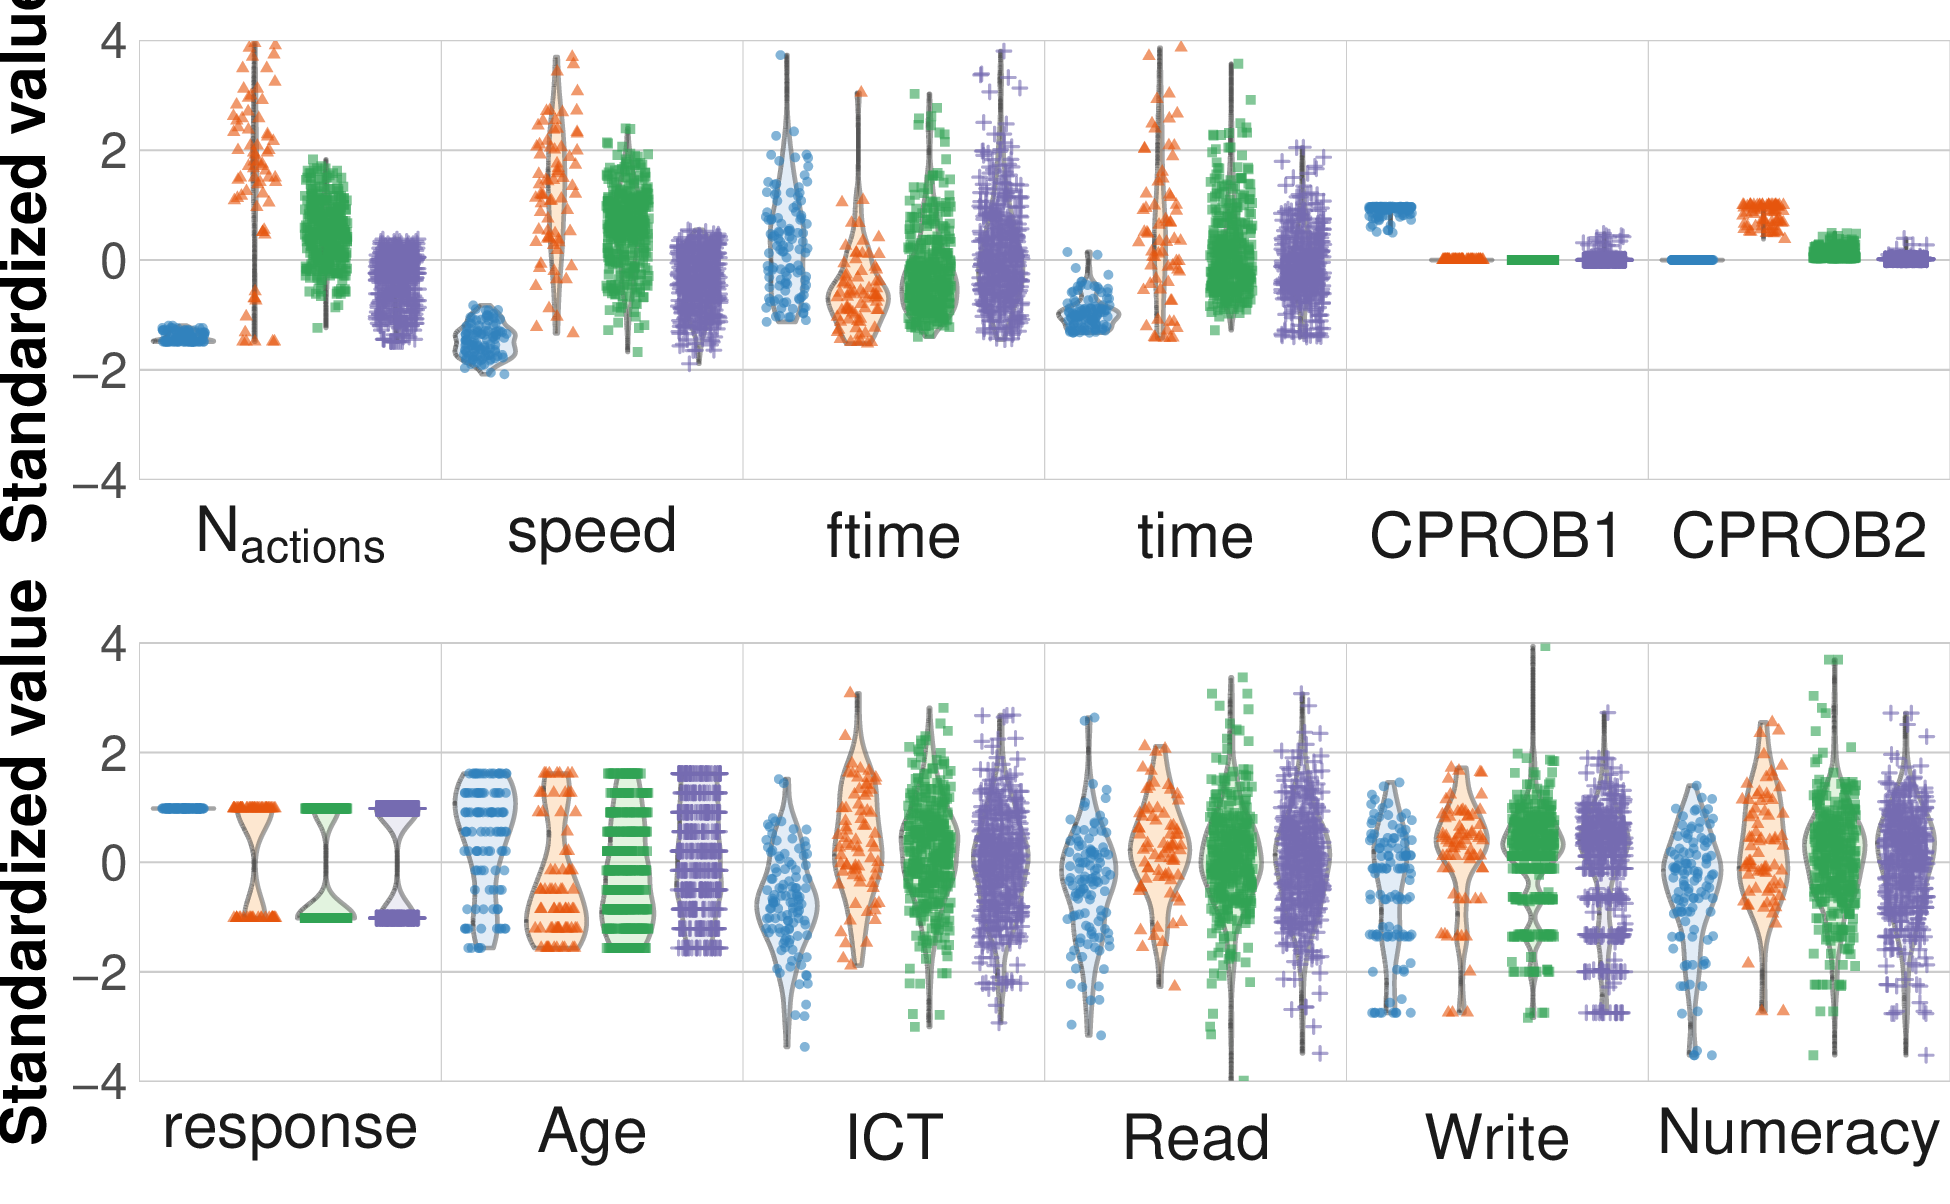 Standardized value
4
2
0
−2
−4
N_actions speed ftime time CPROB1 CPROB2
Standardized value
4
2
0
−2
−4
response Age ICT Read Write Numeracy